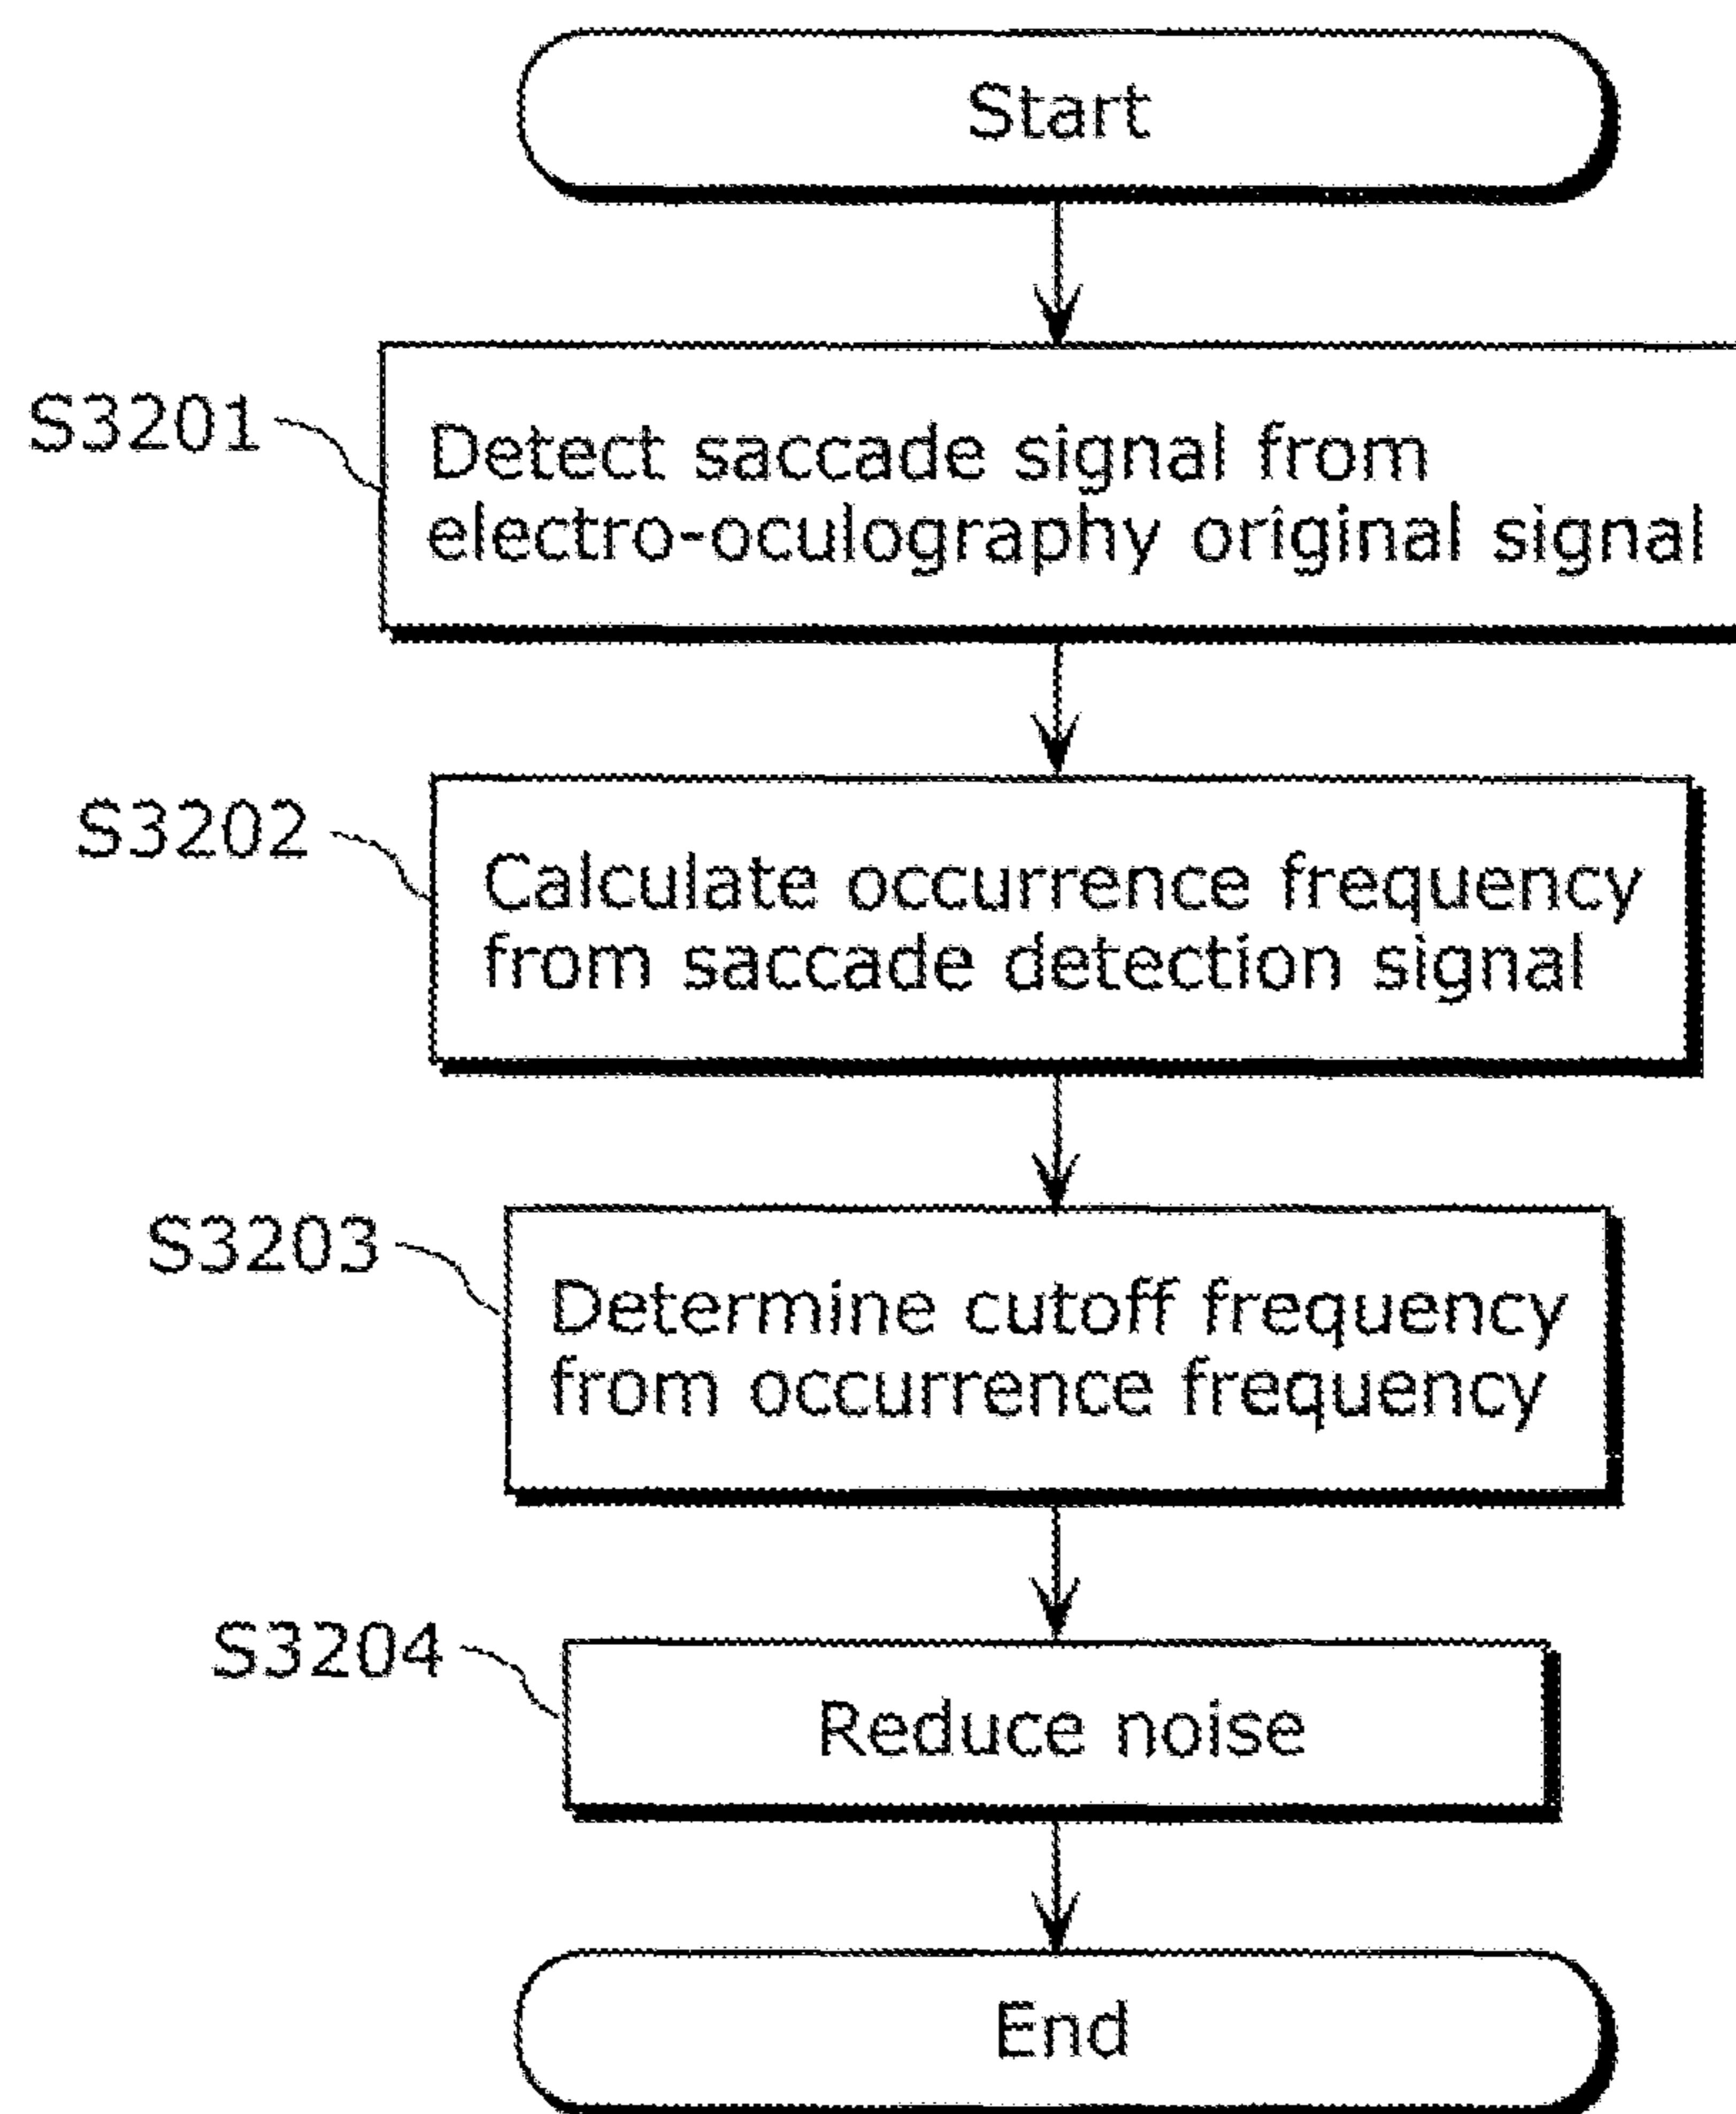 Start
S3201
Detect saccade signal from
electro-oculography original signal
S3202
Calculate occurrence frequency
from saccade detection signal
S3203
Determine cutoff frequency
from occurrence frequency
S3204
Reduce noise
End